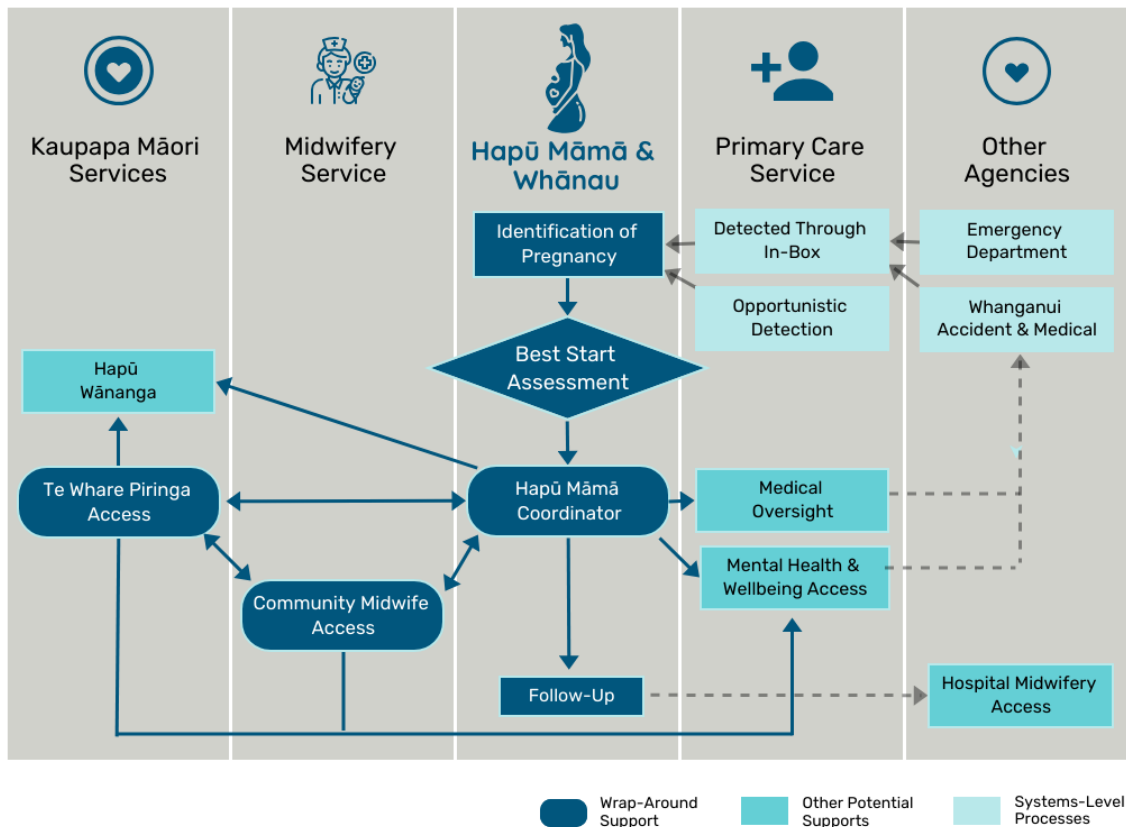 Kaupapa Māori
Services
Midwifery
Service
Hapū Māmā &
Whānau
Primary Care
Service
Other
Agencies
Identification of
Pregnancy
Detected Through
In-Box
Emergency
Department
Opportunistic
Detection
Whanganui
Accident & Medical
Best Start
Assessment
Hapū
Wānanga
Te Whare Piringa
Access
Hapū Māmā
Coordinator
Medical
Oversight
Mental Health &
Wellbeing Access
Community Midwife
Access
Follow-Up
Hospital Midwifery
Access
Wrap-Around
Support
Other Potential
Supports
Systems-Level
Processes